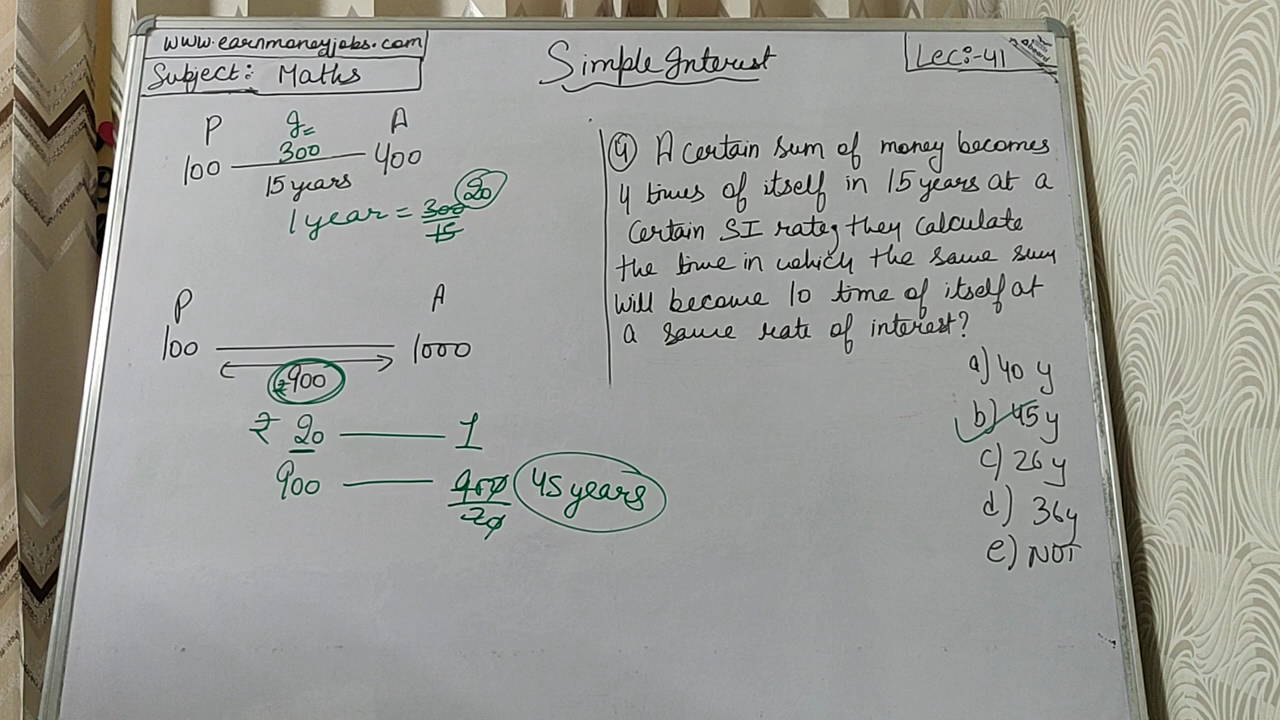 www.earnmoneyjobs.com
Subject: Maths
Simple Interest
Lec:-41
P I= A
100 300 400
15 years
1 year = 300/15 20
P A
100 1000
₹900
₹ 20 1
900 900/20 45 years
4) A certain sum of money becomes
4 times of itself in 15 years at a
certain SI rate, they calculate
the time in which the same sum
will become 10 time of itself at
a same rate of interest?
a) 40 y
b) 45 y
c) 26 y
d) 36y
e) NOT